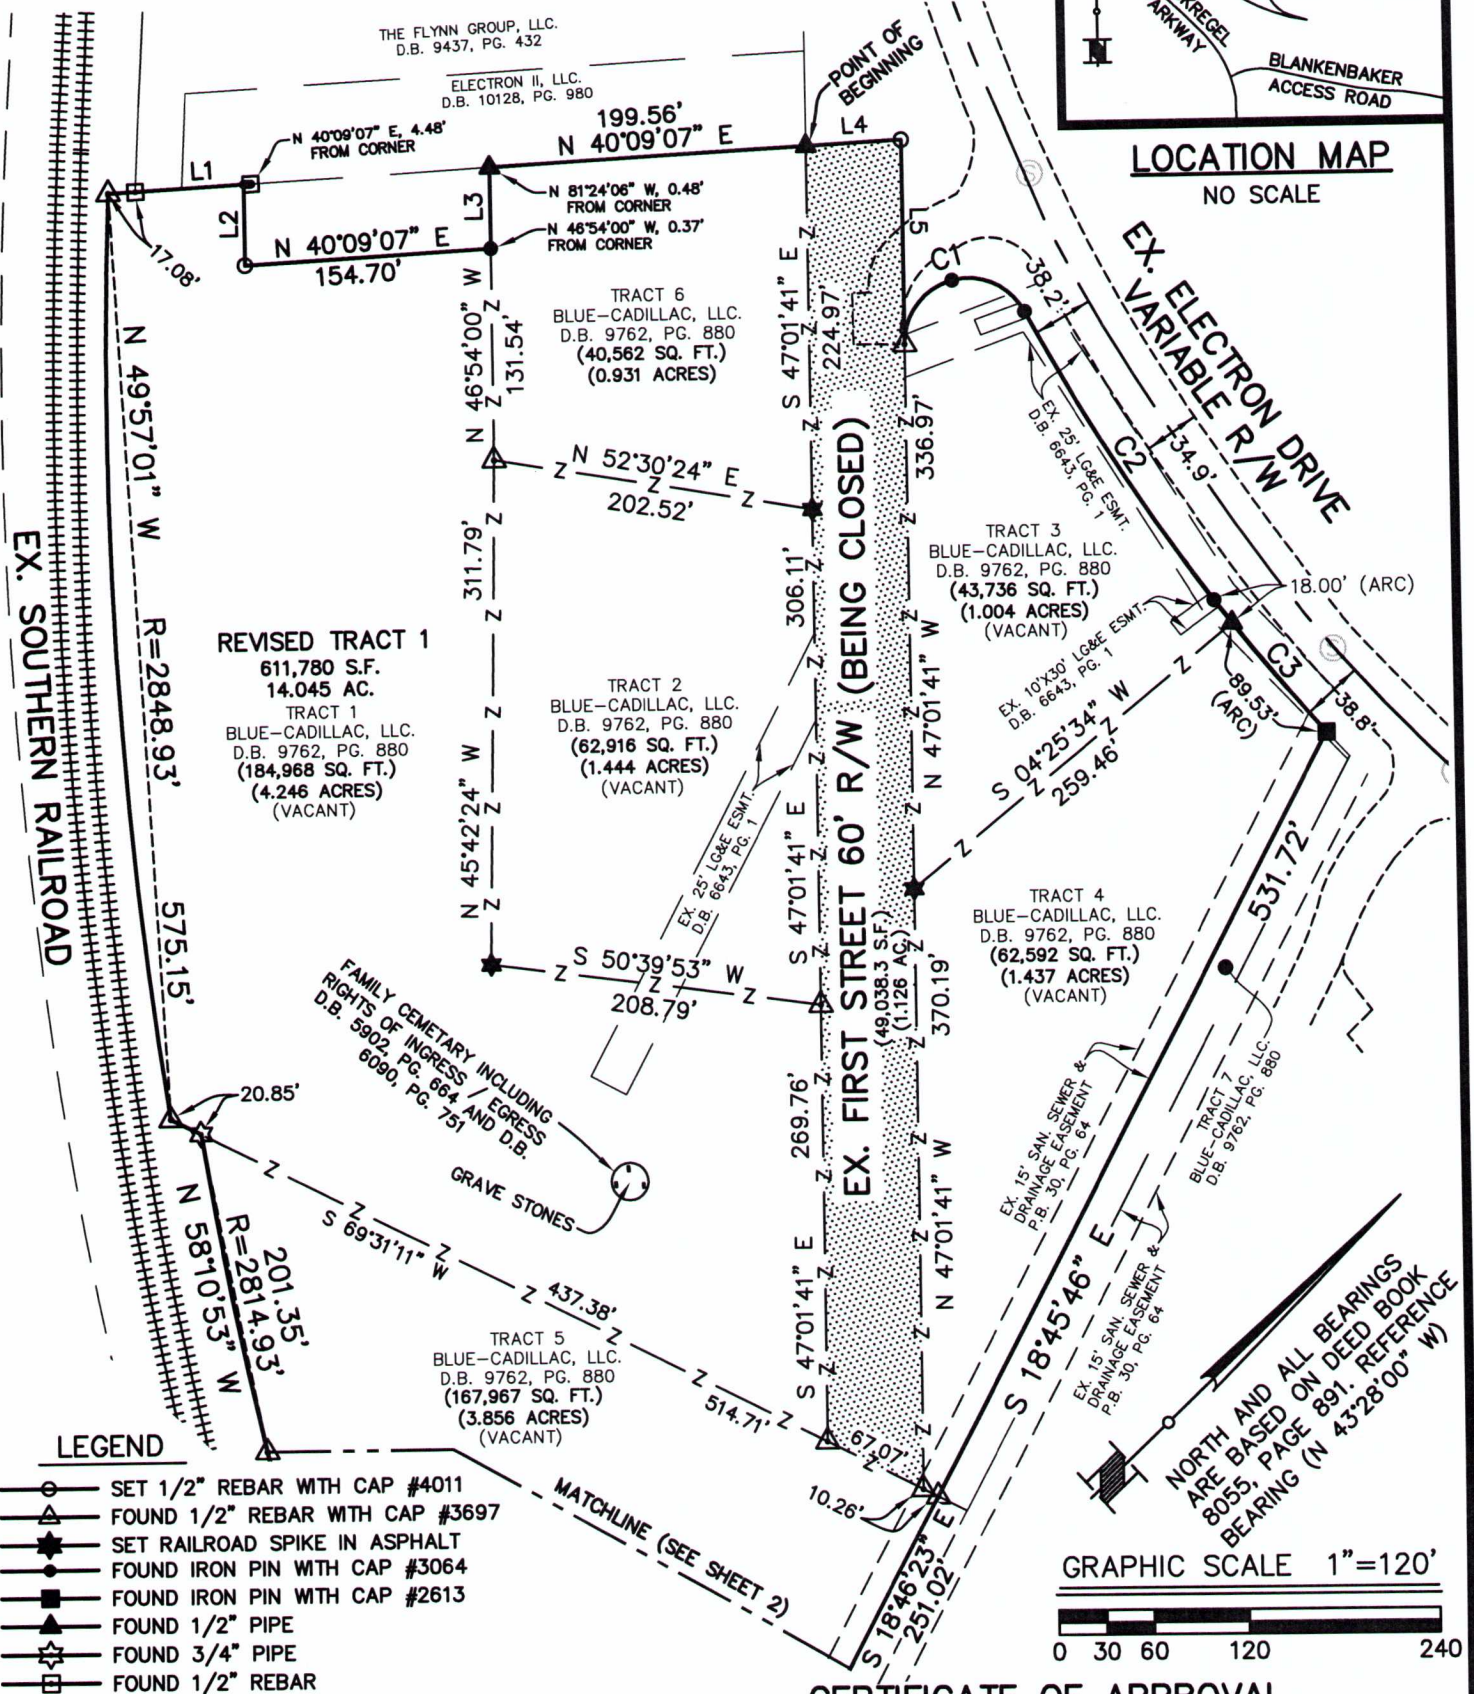 THE FLYNN GROUP, LLC.
D.B. 9437, PG. 432
ELECTRON II, LLC.
D.B. 10128, PG. 980
POINT OF
BEGINNING
KREGEL
ARKWAY
N
BLANKENBAKER
ACCESS ROAD
LOCATION MAP
NO SCALE
N 40°09'07" E, 4.48'
FROM CORNER
199.56'
N 40°09'07" E
L4
L1
L2
L3
N 81°24'06" W, 0.48'
FROM CORNER
N 46°54'00" W, 0.37'
FROM CORNER
N 40°09'07" E
154.70'
17.08'
L5
C1
38.2'
EX. ELECTRON DRIVE
VARIABLE R/W
TRACT 6
BLUE-CADILLAC, LLC.
D.B. 9762, PG. 880
(40,562 SQ. FT.)
(0.931 ACRES)
N 46°54'00" W
131.54'
S 47°01'41" E
224.97'
336.97'
EX. 25' LG&E ESMT.
D.B. 6643, PG. 1
C2
34.9'
N 49°57'01" W
R=2848.93'
575.15'
N 52°30'24" E
202.52'
311.79'
N 45°42'24" W
306.11'
S 47°01'41" E
TRACT 3
BLUE-CADILLAC, LLC.
D.B. 9762, PG. 880
(43,736 SQ. FT.)
(1.004 ACRES)
(VACANT)
18.00' (ARC)
EX. 10'X30' LG&E ESMT.
D.B. 6643, PG. 1
C3
89.53'
(ARC)
38.8'
EX. SOUTHERN RAILROAD
REVISED TRACT 1
611,780 S.F.
14.045 AC.
TRACT 1
BLUE-CADILLAC, LLC.
D.B. 9762, PG. 880
(184,968 SQ. FT.)
(4.246 ACRES)
(VACANT)
TRACT 2
BLUE-CADILLAC, LLC.
D.B. 9762, PG. 880
(62,916 SQ. FT.)
(1.444 ACRES)
(VACANT)
EX. 25' LG&E ESMT.
D.B. 6643, PG. 1
EX. FIRST STREET 60' R/W (BEING CLOSED)
(49,038.3 S.F.)
(1.126 AC.)
N 47°01'41" W
S 04°25'34" W
259.46'
531.72'
S 50°39'53" W
208.79'
370.19'
TRACT 4
BLUE-CADILLAC, LLC.
D.B. 9762, PG. 880
(62,592 SQ. FT.)
(1.437 ACRES)
(VACANT)
FAMILY CEMETARY INCLUDING
RIGHTS OF INGRESS / EGRESS
D.B. 5902, PG. 664 AND D.B.
6090, PG. 751
GRAVE STONES
20.85'
269.76'
S 47°01'41" E
N 47°01'41" W
EX. 15' SAN. SEWER &
DRAINAGE EASEMENT
P.B. 30, PG. 64
TRACT 7
BLUE-CADILLAC, LLC.
D.B. 9762, PG. 880
S 18°45'46" E
EX. 15' SAN. SEWER &
DRAINAGE EASEMENT
P.B. 30, PG. 64
S 69°31'11" W
437.38'
514.71'
67.07'
10.26'
201.35'
R=2814.93'
N 58°10'53" W
TRACT 5
BLUE-CADILLAC, LLC.
D.B. 9762, PG. 880
(167,967 SQ. FT.)
(3.856 ACRES)
(VACANT)
MATCHLINE (SEE SHEET 2)
S 18°46'23" E
251.02'
NORTH AND ALL BEARINGS
ARE BASED ON DEED BOOK
8055, PAGE 891. REFERENCE
BEARING (N 43°28'00" W)
LEGEND
SET 1/2" REBAR WITH CAP #4011
FOUND 1/2" REBAR WITH CAP #3697
SET RAILROAD SPIKE IN ASPHALT
FOUND IRON PIN WITH CAP #3064
FOUND IRON PIN WITH CAP #2613
FOUND 1/2" PIPE
FOUND 3/4" PIPE
FOUND 1/2" REBAR
GRAPHIC SCALE 1"=120'
0 30 60 120 240
CERTIFICATE OF APPROVAL